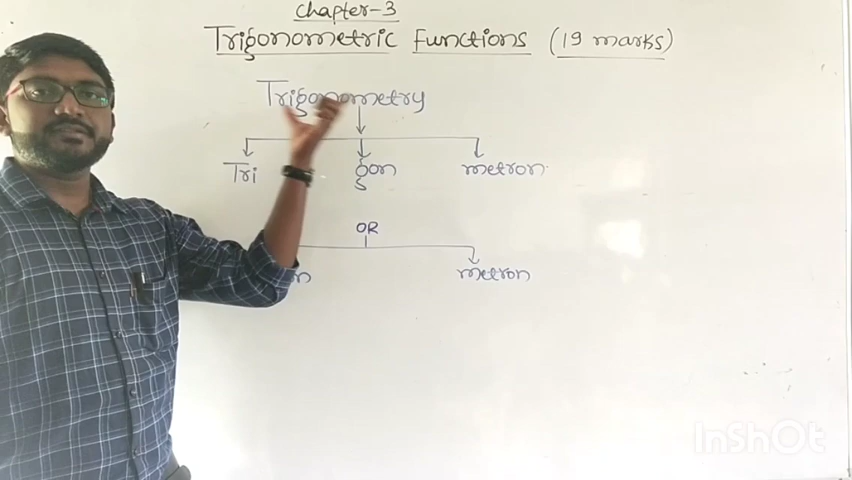 Chapter-3
Trigonometric Functions (19 marks)
Trigonometry
Tri gon metron
OR
metron
InShOt